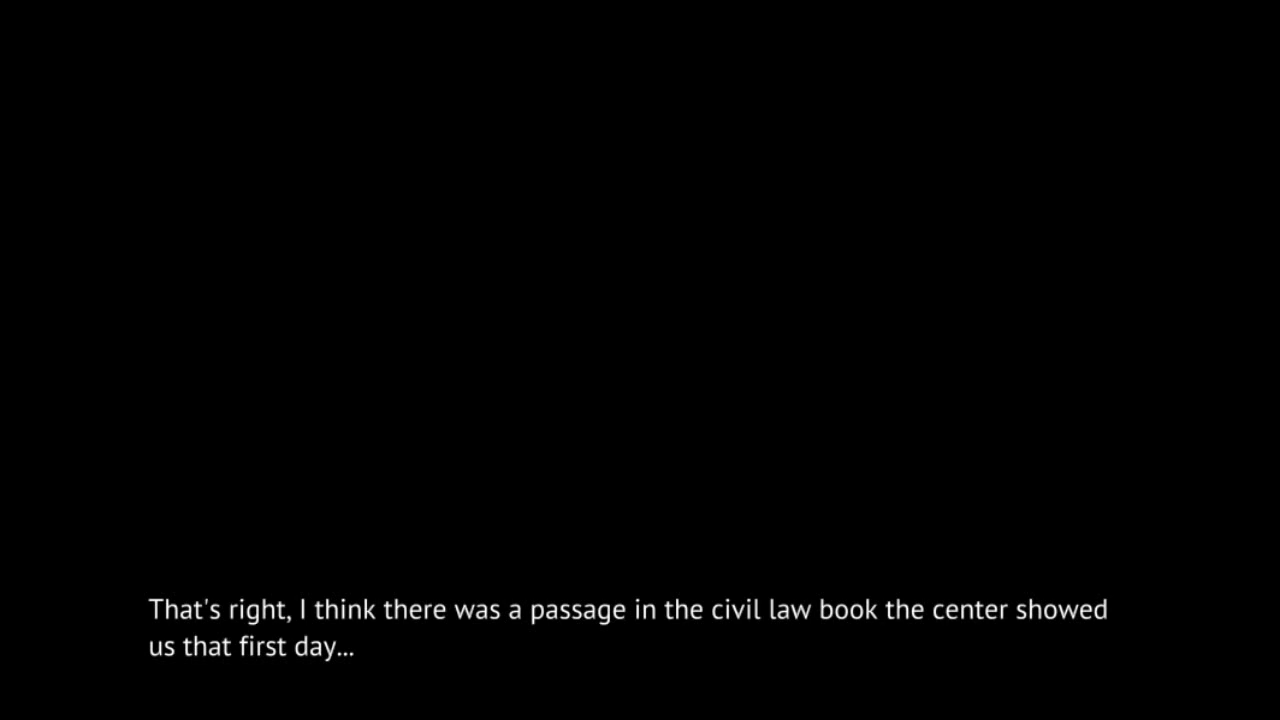 That's right, I think there was a passage in the civil law book the center showed
us that first day...